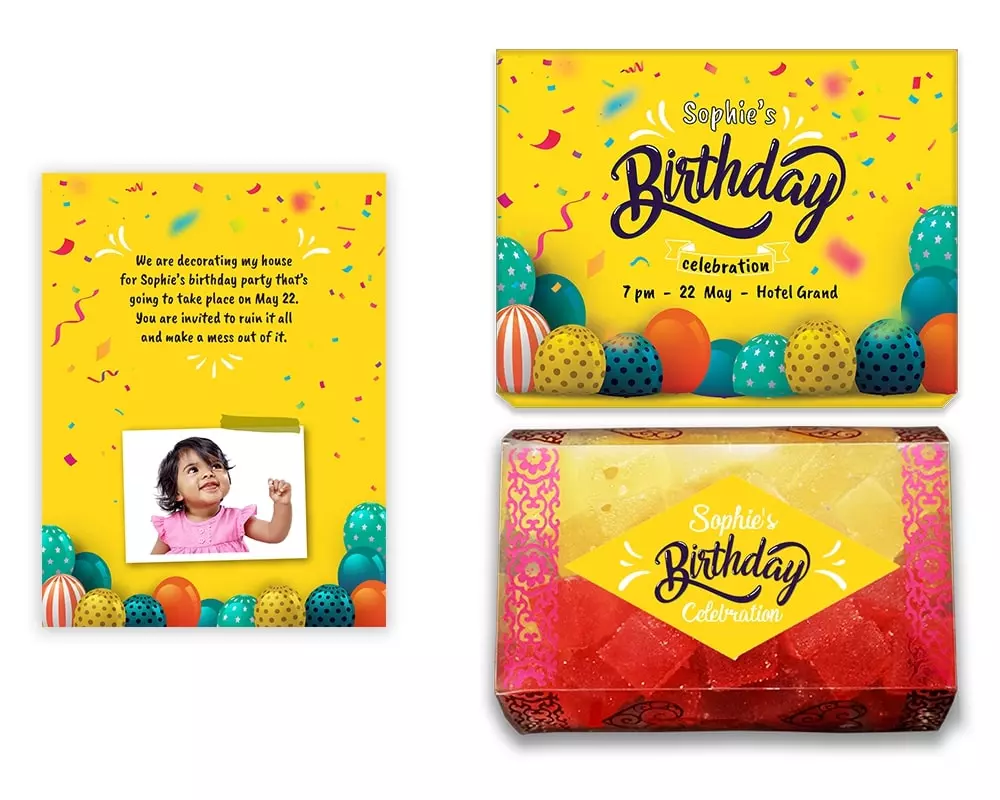 We are decorating my house
for Sophie's birthday party that's
going to take place on May 22.
You are invited to ruin it all
and make a mess out of it.
Sophie's
Birthday
celebration
7 pm - 22 May - Hotel Grand
Sophie's
Birthday
Celebration